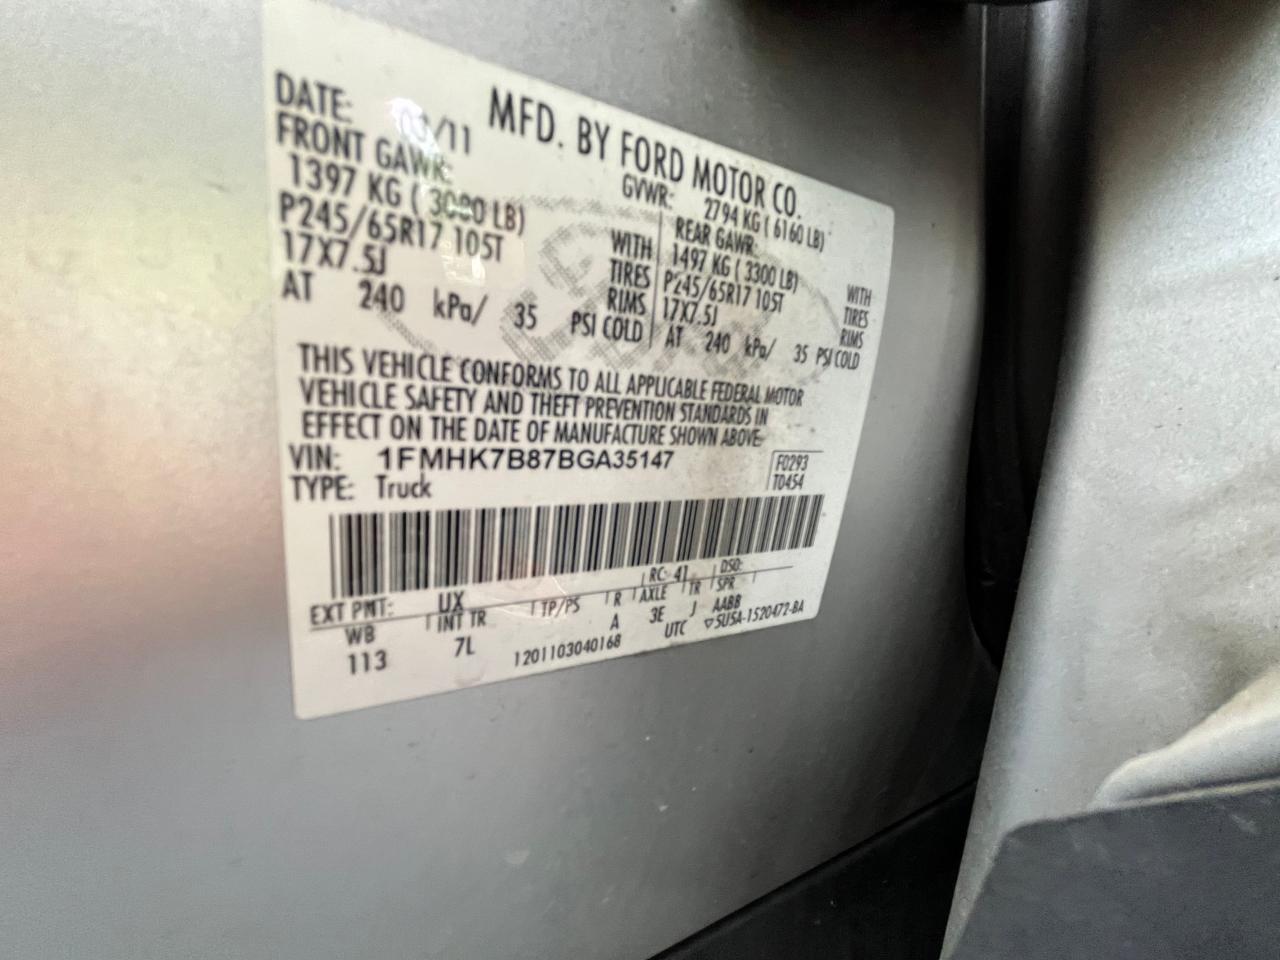 MFD. BY FORD MOTOR CO.
DATE: 03/11
GVWR: 2794 KG ( 6160 LB)
FRONT GAWR:
1397 KG ( 3080 LB)
P245/65R17 105T
17X7.5J
WITH
TIRES
RIMS
AT 240 kPa/ 35 PSI COLD
REAR GAWR:
1497 KG ( 3300 LB)
P245/65R17 105T
17X7.5J
WITH
TIRES
RIMS
AT 240 kPa/ 35 PSI COLD
THIS VEHICLE CONFORMS TO ALL APPLICABLE FEDERAL MOTOR
VEHICLE SAFETY AND THEFT PREVENTION STANDARDS IN
EFFECT ON THE DATE OF MANUFACTURE SHOWN ABOVE.
VIN: 1FMHK7B87BGA35147
F0293
TYPE: Truck
T0454
EXT PNT: UX RC: 41 DSO:
WB INT TR TP/PS R AXLE TR SPR
113 7L A 3E J AABB
1201103040168 UTC ▽5U5A-1520472-BA